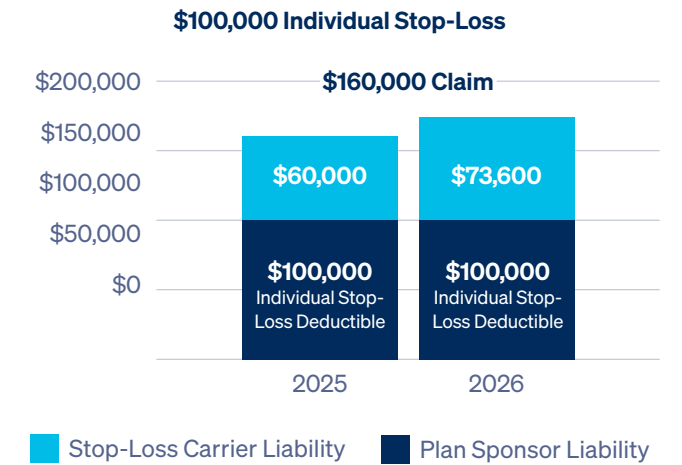 $100,000 Individual Stop-Loss
$200,000
$160,000 Claim
$150,000
$100,000
$50,000
$0
$60,000
$73,600
$100,000
Individual Stop-
Loss Deductible
$100,000
Individual Stop-
Loss Deductible
2025
2026
Stop-Loss Carrier Liability
Plan Sponsor Liability